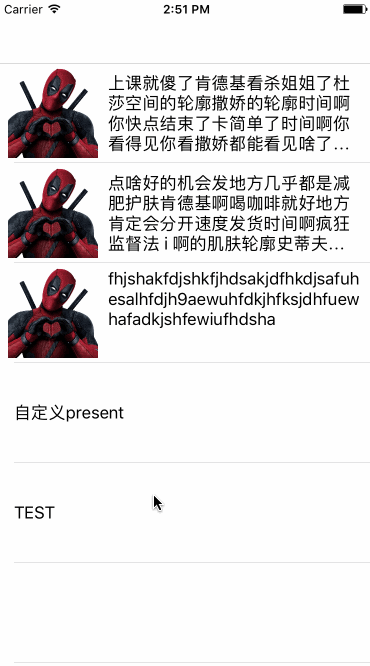 Carrier 2:51 PM
上课就傻了肯德基看杀姐姐了杜
莎空间的轮廓撒娇的轮廓时间啊
你快点结束了卡简单了时间啊你
看得见你看撒娇都能看见啥了...
点啥好的机会发地方几乎都是减
肥护肤肯德基啊喝咖啡就好地方
肯定会分开速度发货时间啊疯狂
监督法 i 啊的肌肤轮廓史蒂夫...
fhjshakfdjshkfjhdsakjdfhkdjsafuh
esalhfdjh9aewuhfdkjhfksjdhfuew
hafadkjshfewiufhdsha
自定义present
TEST